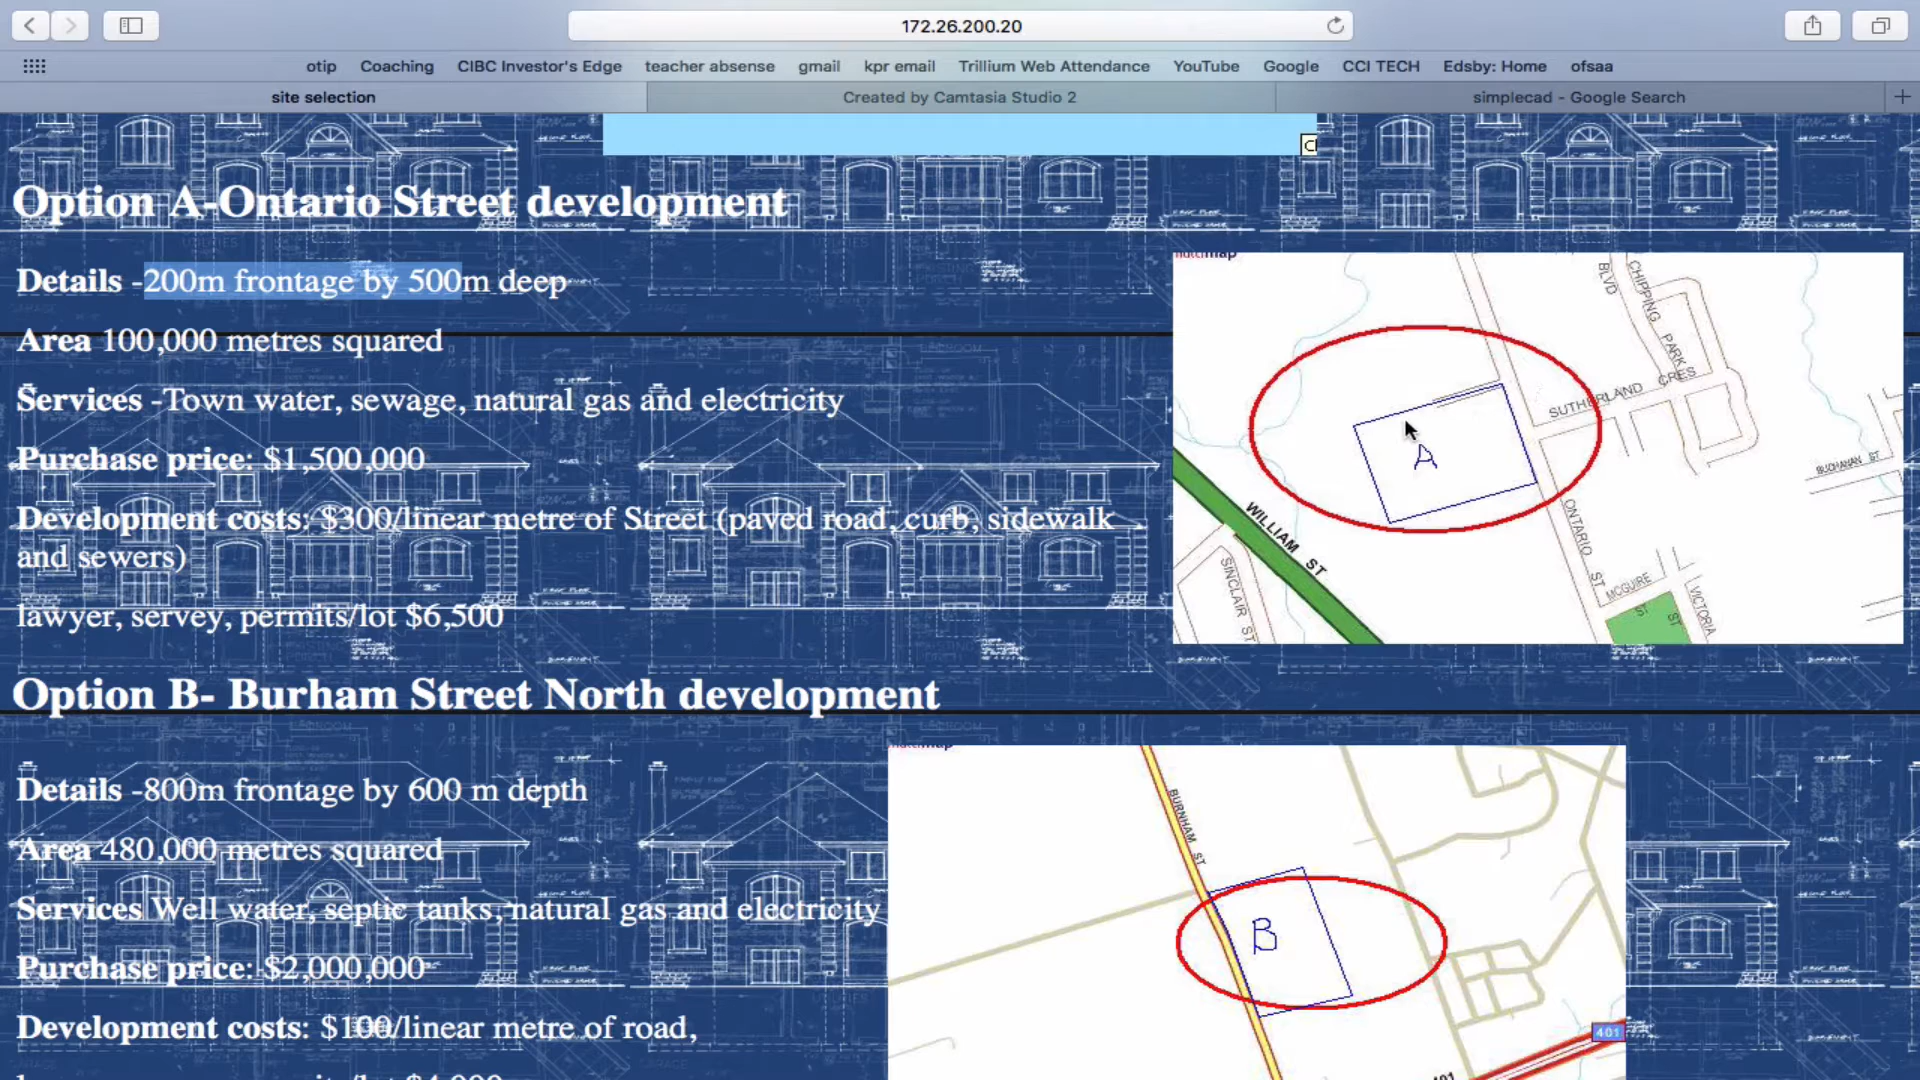 172.26.200.20
otip Coaching CIBC Investor's Edge teacher absense gmail kpr email Trillium Web Attendance YouTube Google CCI TECH Edsby: Home ofsaa
site selection Created by Camtasia Studio 2 simplecad - Google Search
Option A-Ontario Street development
Details -200m frontage by 500m deep
Area 100,000 metres squared
Services -Town water, sewage, natural gas and electricity
Purchase price: $1,500,000
Development costs: $300/linear metre of Street (paved road, curb, sidewalk
and sewers)
lawyer, servey, permits/lot $6,500
BLVD
CHIPPING PARK
SUTHERLAND CRES
A
BUCHANAN ST
WILLIAM ST
ONTARIO ST
SINCLAIR ST
MCGUIRE ST
VICTORIA ST
Option B- Burham Street North development
Details -800m frontage by 600 m depth
Area 480,000 metres squared
Services Well water, septic tanks, natural gas and electricity
Purchase price: $2,000,000
Development costs: $100/linear metre of road,
BURNHAM ST
B
401
401